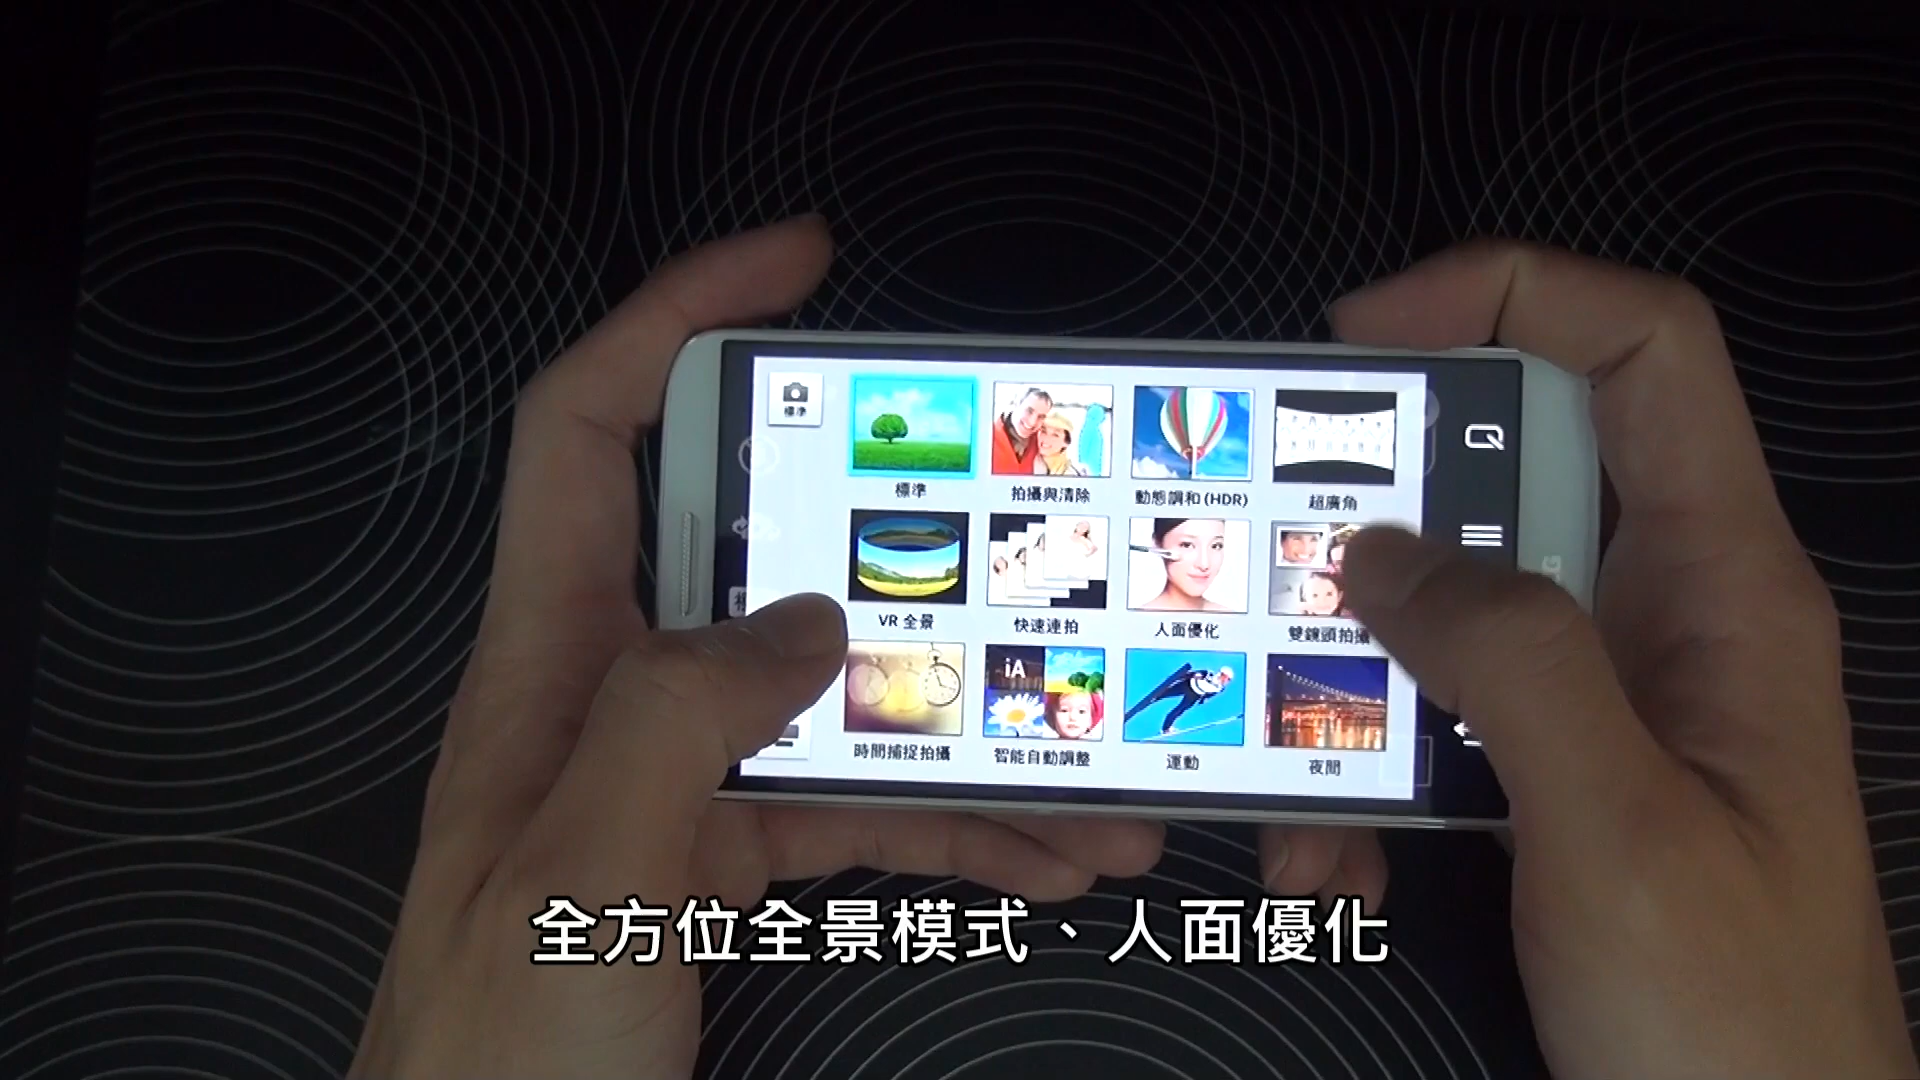 標準
標準
拍攝與清除
動態調和(HDR)
超廣角
VR 全景
快速連拍
人面優化
雙鏡頭拍攝
iA
時間捕捉拍攝
智能自動調整
運動
夜間
LG
全方位全景模式、人面優化